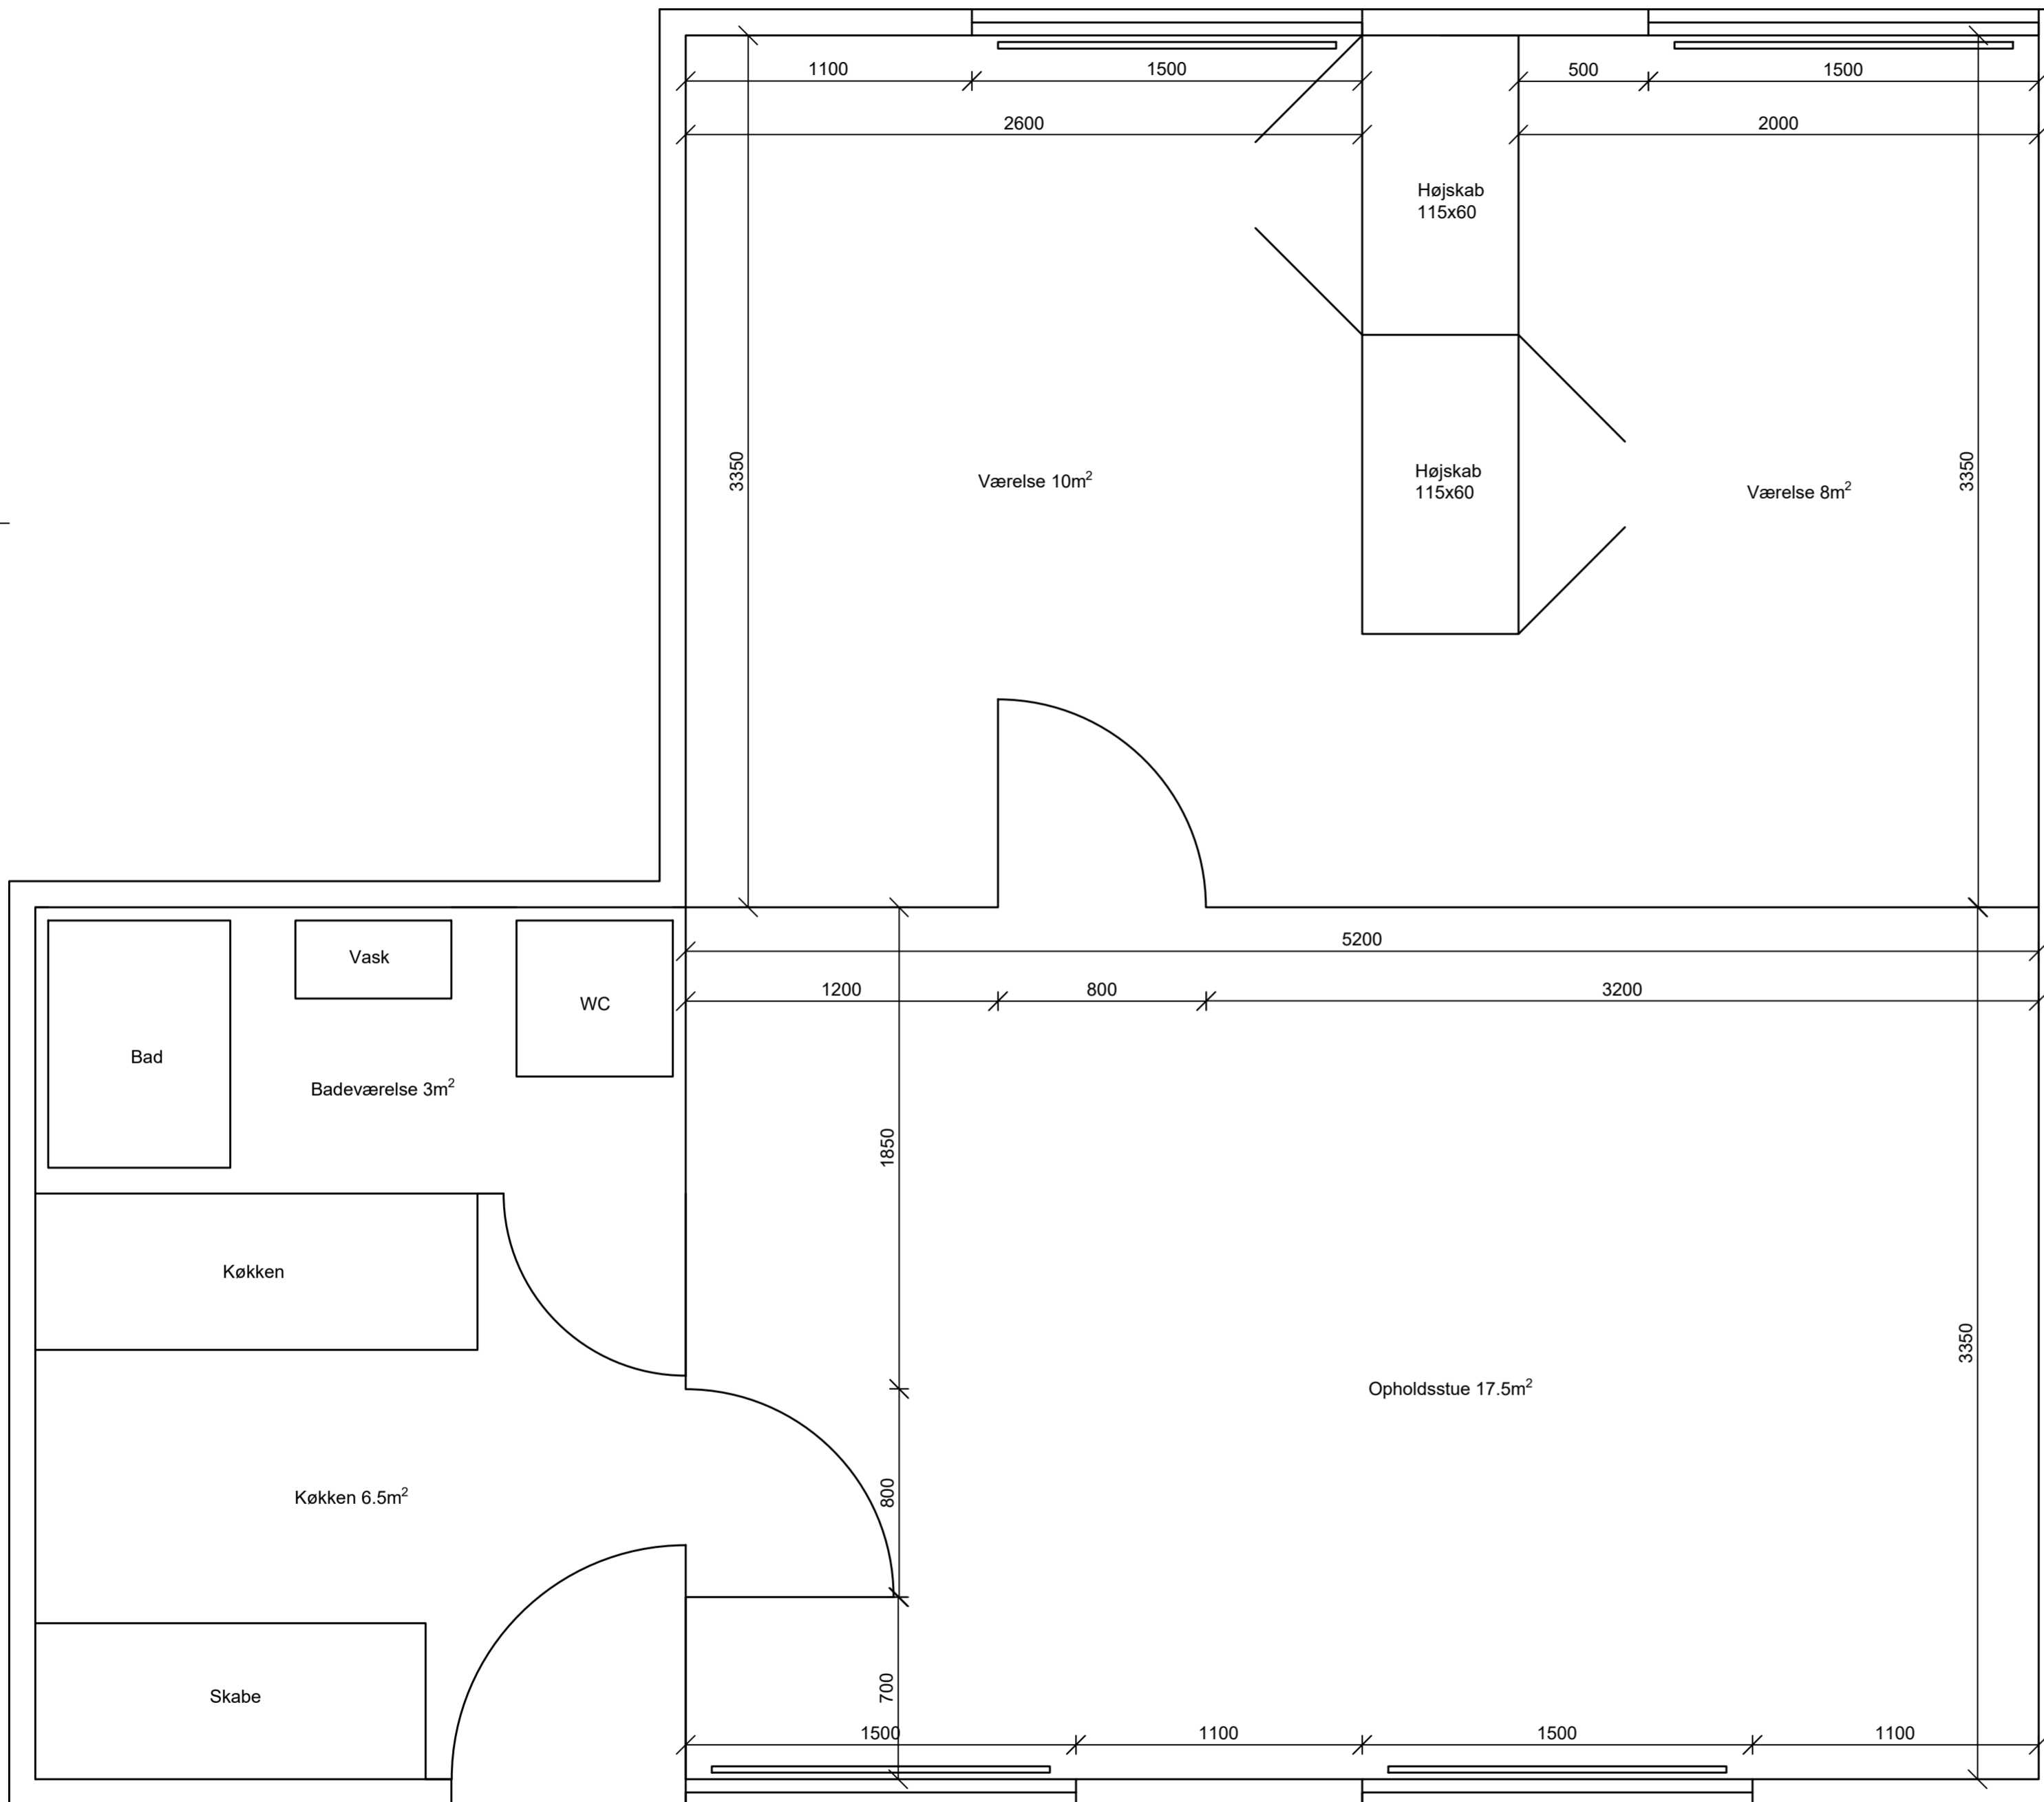 1100
1500
500
1500
2600
2000
Højskab
115x60
3350
Værelse 10m²
Højskab
115x60
Værelse 8m²
3350
5200
1200
800
3200
Vask
WC
Bad
Badeværelse 3m²
1850
Køkken
3350
Opholdsstue 17.5m²
Køkken 6.5m²
800
Skabe
700
1500
1100
1500
1100